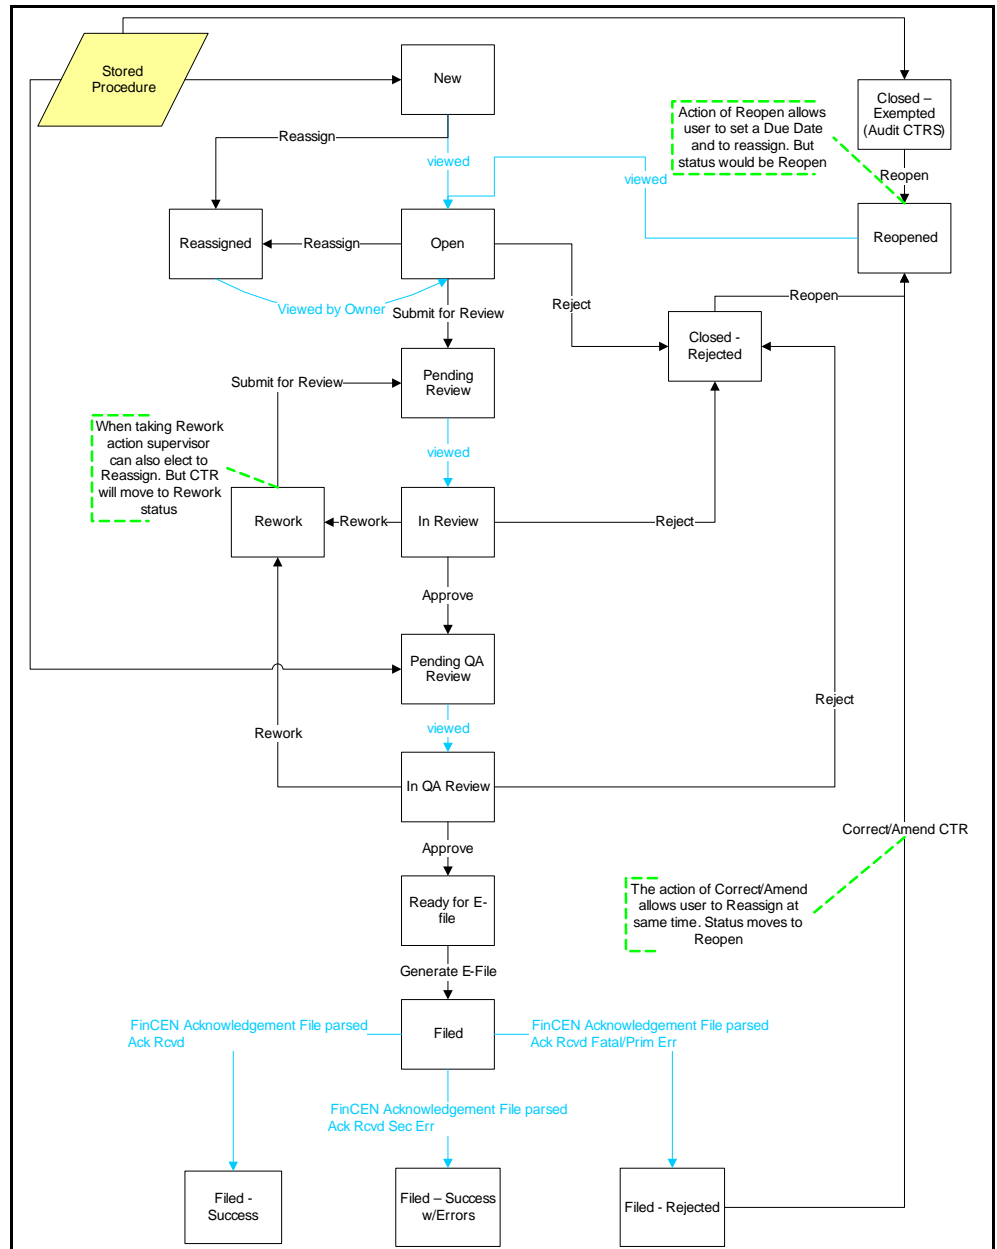 Stored
Procedure
New
Closed –
Exempted
(Audit CTRS)
Action of Reopen allows
user to set a Due Date
and to reassign. But
status would be Reopen
Reassign
viewed
viewed
Reopen
Reassigned
Reassign
Open
Reopened
Viewed by Owner
Submit for Review
Reject
Reopen
Closed -
Rejected
Submit for Review
Pending
Review
When taking Rework
action supervisor
can also elect to
Reassign. But CTR
will move to Rework
status
viewed
Rework
Rework
In Review
Reject
Approve
Pending QA
Review
Reject
viewed
Rework
In QA Review
Correct/Amend CTR
Approve
Ready for E-
file
The action of Correct/Amend
allows user to Reassign at
same time. Status moves to
Reopen
Generate E-File
Filed
FinCEN Acknowledgement File parsed
Ack Rcvd
FinCEN Acknowledgement File parsed
Ack Rcvd Fatal/Prim Err
FinCEN Acknowledgement File parsed
Ack Rcvd Sec Err
Filed -
Success
Filed – Success
w/Errors
Filed - Rejected